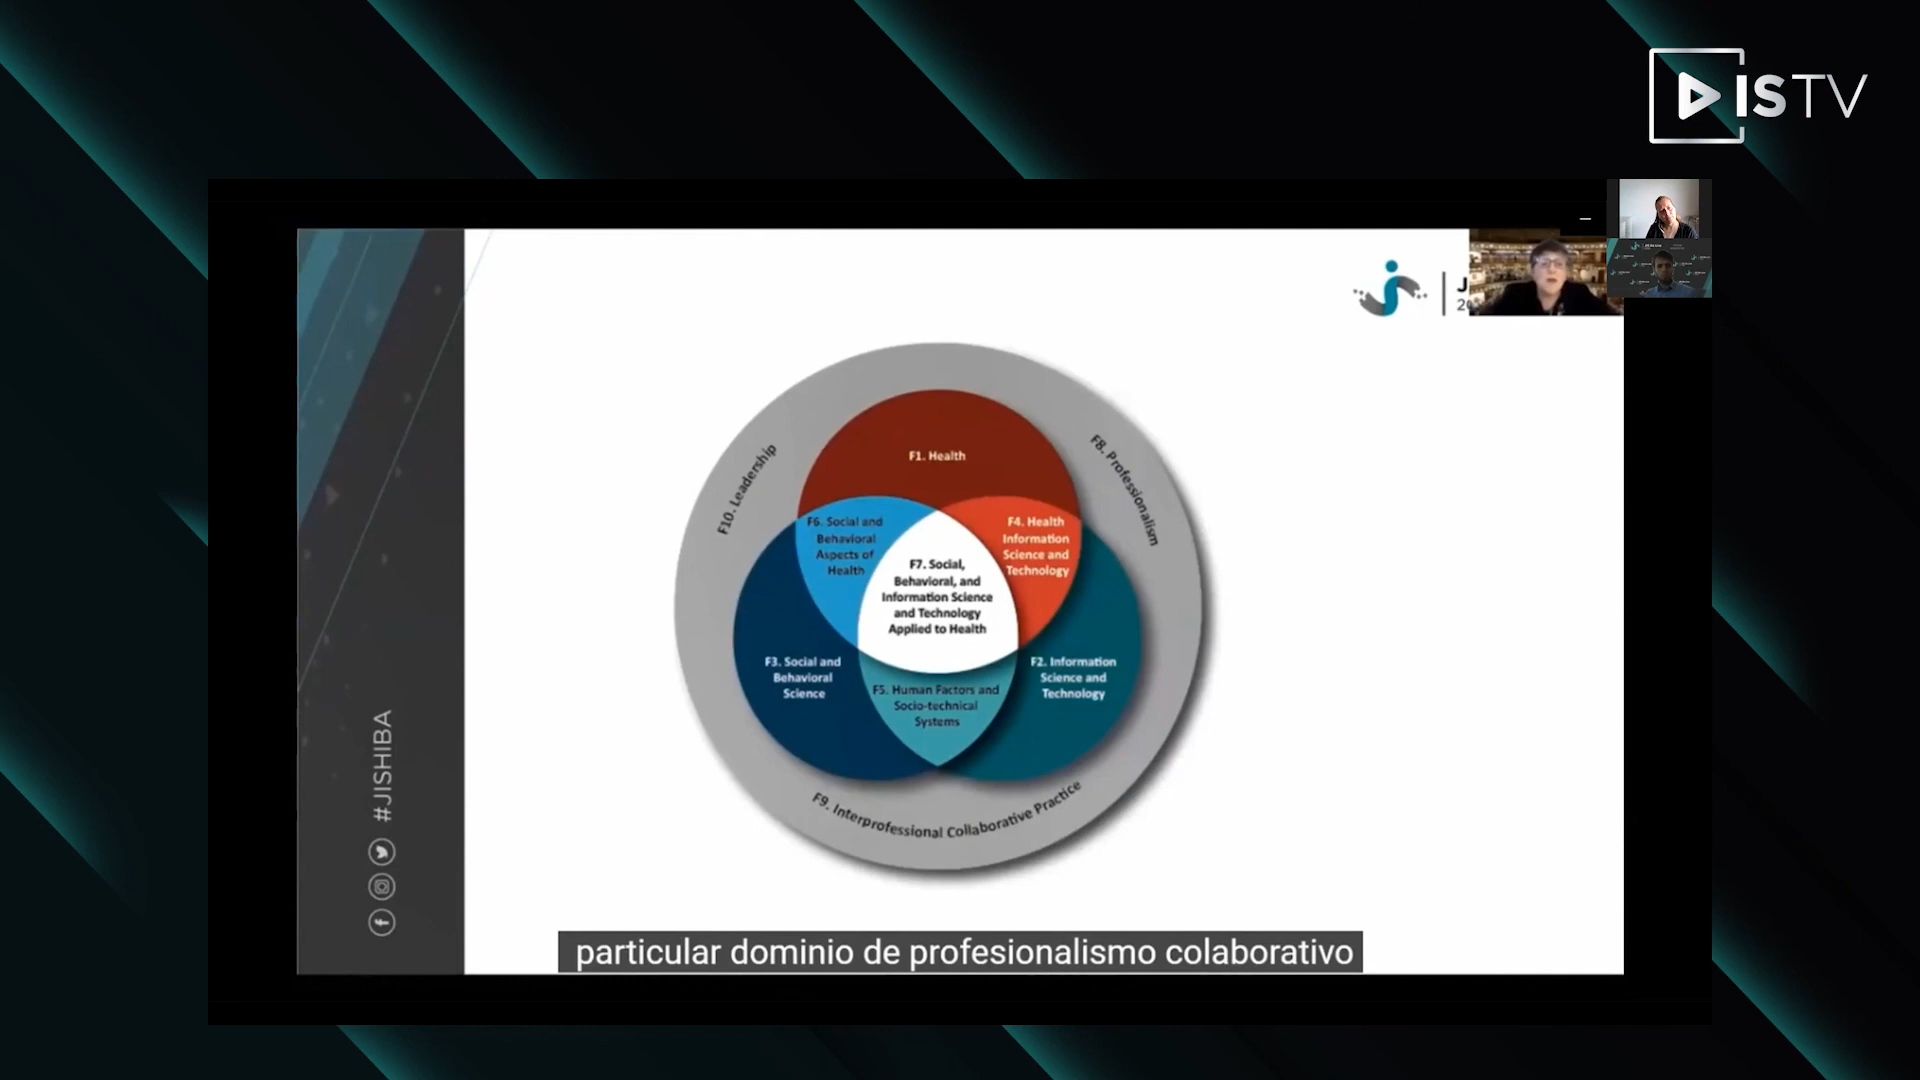 ISTV
J
20
F10. Leadership
F8. Professionalism
F1. Health
F6. Social and
Behavioral
Aspects of
Health
F4. Health
Information
Science and
Technology
F7. Social,
Behavioral, and
Information Science
and Technology
Applied to Health
F3. Social and
Behavioral
Science
F2. Information
Science and
Technology
F5. Human Factors and
Socio-technical
Systems
F9. Interprofessional Collaborative Practice
#JISHIBA
particular dominio de profesionalismo colaborativo